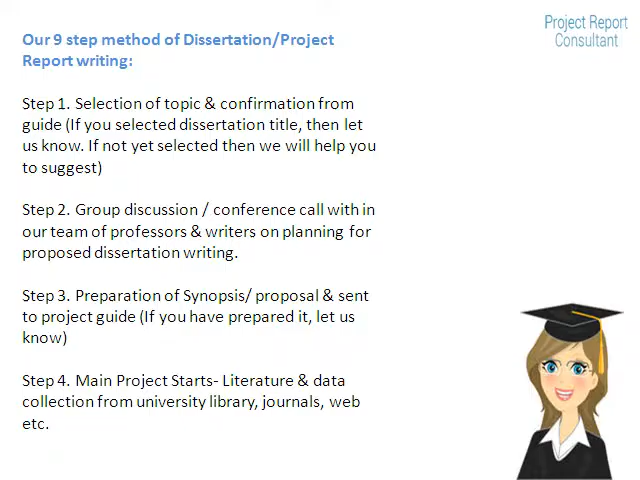 Project Report
Consultant
Our 9 step method of Dissertation/Project
Report writing:
Step 1. Selection of topic & confirmation from
guide (If you selected dissertation title, then let
us know. If not yet selected then we will help you
to suggest)
Step 2. Group discussion / conference call with in
our team of professors & writers on planning for
proposed dissertation writing.
Step 3. Preparation of Synopsis/ proposal & sent
to project guide (If you have prepared it, let us
know)
Step 4. Main Project Starts- Literature & data
collection from university library, journals, web
etc.